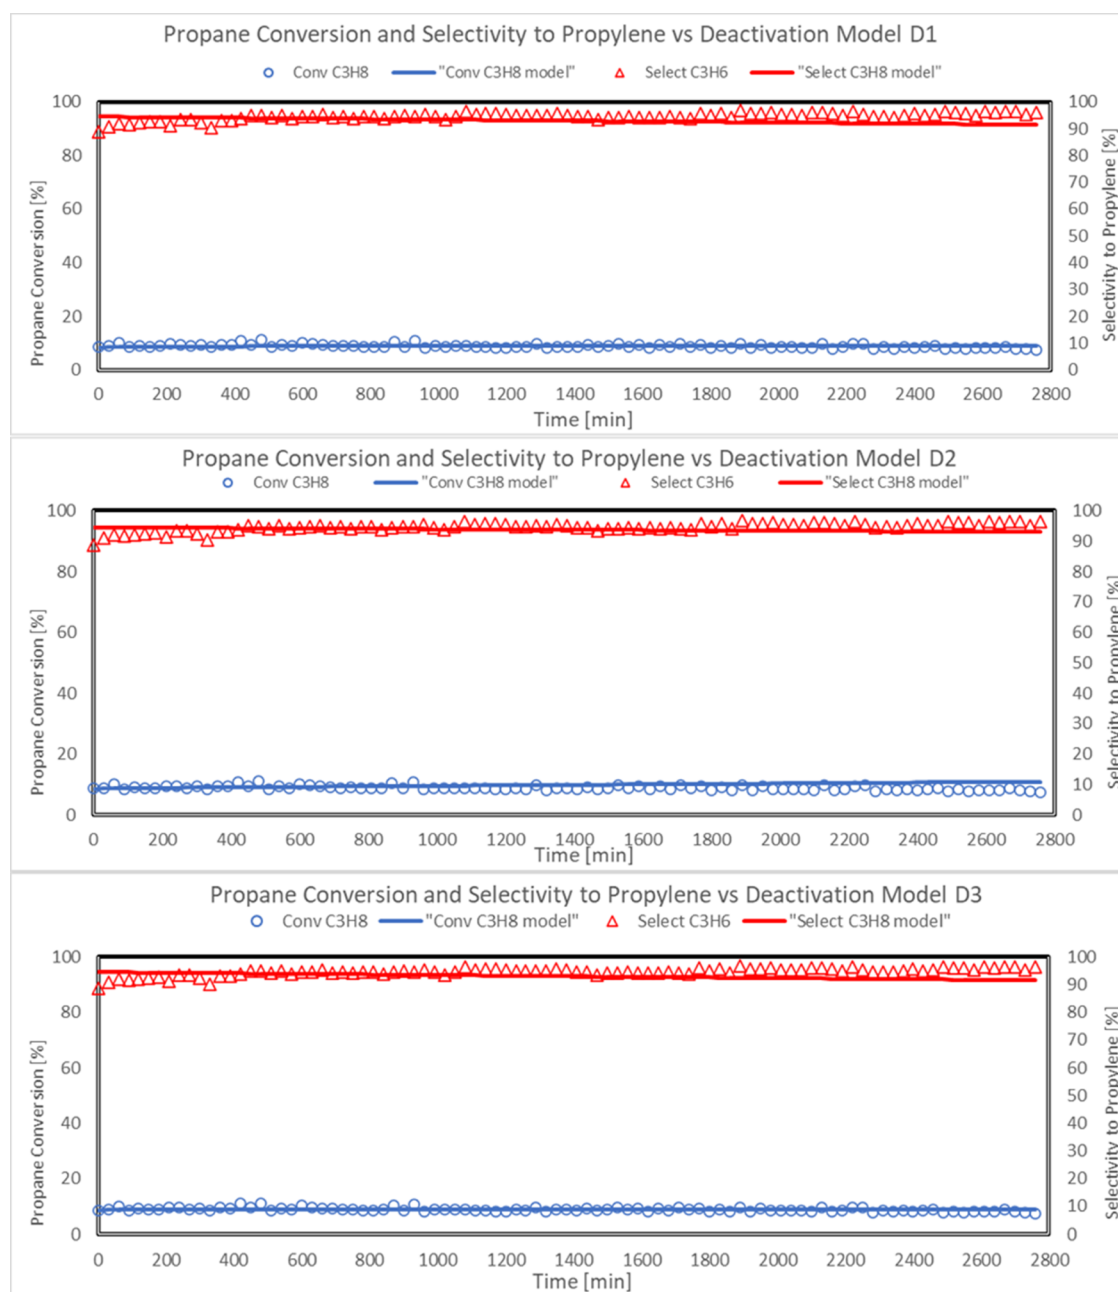 Propane Conversion and Selectivity to Propylene vs Deactivation Model D1
Conv C3H8 "Conv C3H8 model" Select C3H6 "Select C3H8 model"
Propane Conversion [%]
100
80
60
40
20
0
100
90
80
70
60
50
40
30
20
10
0
Selectivity to Propylene [%]
0 200 400 600 800 1000 1200 1400 1600 1800 2000 2200 2400 2600 2800
Time [min]
Propane Conversion and Selectivity to Propylene vs Deactivation Model D2
Conv C3H8 "Conv C3H8 model" Select C3H6 "Select C3H8 model"
Propane Conversion [%]
100
80
60
40
20
0
100
90
80
70
60
50
40
30
20
10
0
Selectivity to Propylene [%]
0 200 400 600 800 1000 1200 1400 1600 1800 2000 2200 2400 2600 2800
Time [min]
Propane Conversion and Selectivity to Propylene vs Deactivation Model D3
Conv C3H8 "Conv C3H8 model" Select C3H6 "Select C3H8 model"
Propane Conversion [%]
100
80
60
40
20
0
100
90
80
70
60
50
40
30
20
10
0
Selectivity to Propylene [%]
0 200 400 600 800 1000 1200 1400 1600 1800 2000 2200 2400 2600 2800
Time [min]